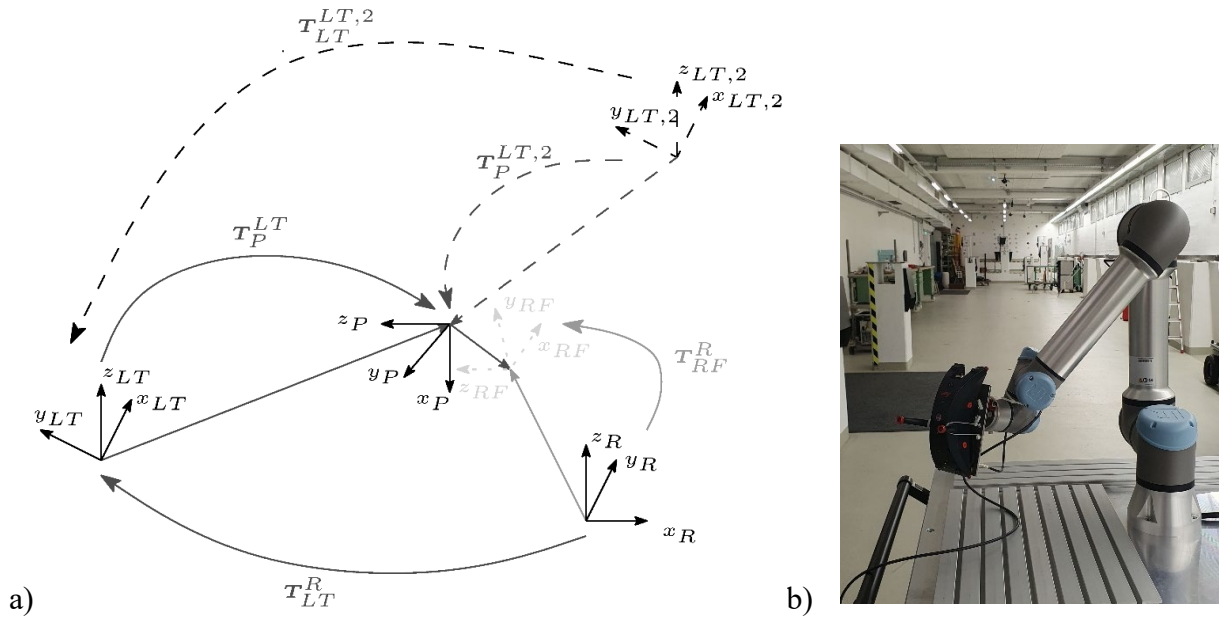 T_{LT}^{LT,2}
z_{LT,2}
x_{LT,2}
y_{LT,2}
T_P^{LT,2}
T_P^{LT}
y_{RF}
z_P
x_{RF}
T_{RF}^R
y_P
z_{RF}
x_P
z_{LT}
x_{LT}
y_{LT}
z_R
y_R
x_R
T_{LT}^R
a)
b)